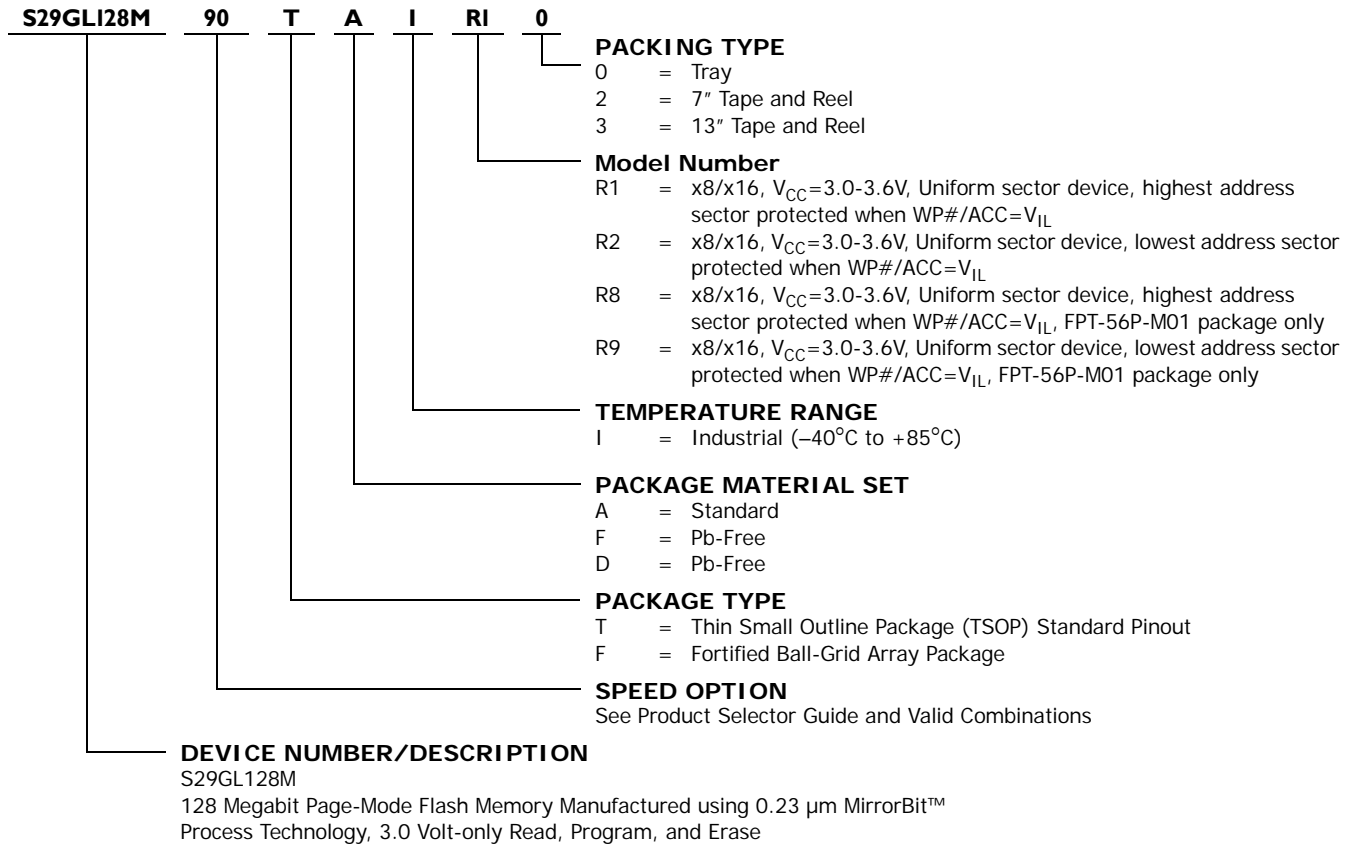 S29GL128M 90 T A I R1 0
PACKING TYPE
0 = Tray
2 = 7″ Tape and Reel
3 = 13″ Tape and Reel
Model Number
R1 = x8/x16, VCC=3.0-3.6V, Uniform sector device, highest address
sector protected when WP#/ACC=VIL
R2 = x8/x16, VCC=3.0-3.6V, Uniform sector device, lowest address sector
protected when WP#/ACC=VIL
R8 = x8/x16, VCC=3.0-3.6V, Uniform sector device, highest address
sector protected when WP#/ACC=VIL, FPT-56P-M01 package only
R9 = x8/x16, VCC=3.0-3.6V, Uniform sector device, lowest address sector
protected when WP#/ACC=VIL, FPT-56P-M01 package only
TEMPERATURE RANGE
I = Industrial (–40°C to +85°C)
PACKAGE MATERIAL SET
A = Standard
F = Pb-Free
D = Pb-Free
PACKAGE TYPE
T = Thin Small Outline Package (TSOP) Standard Pinout
F = Fortified Ball-Grid Array Package
SPEED OPTION
See Product Selector Guide and Valid Combinations
DEVICE NUMBER/DESCRIPTION
S29GL128M
128 Megabit Page-Mode Flash Memory Manufactured using 0.23 µm MirrorBit™
Process Technology, 3.0 Volt-only Read, Program, and Erase